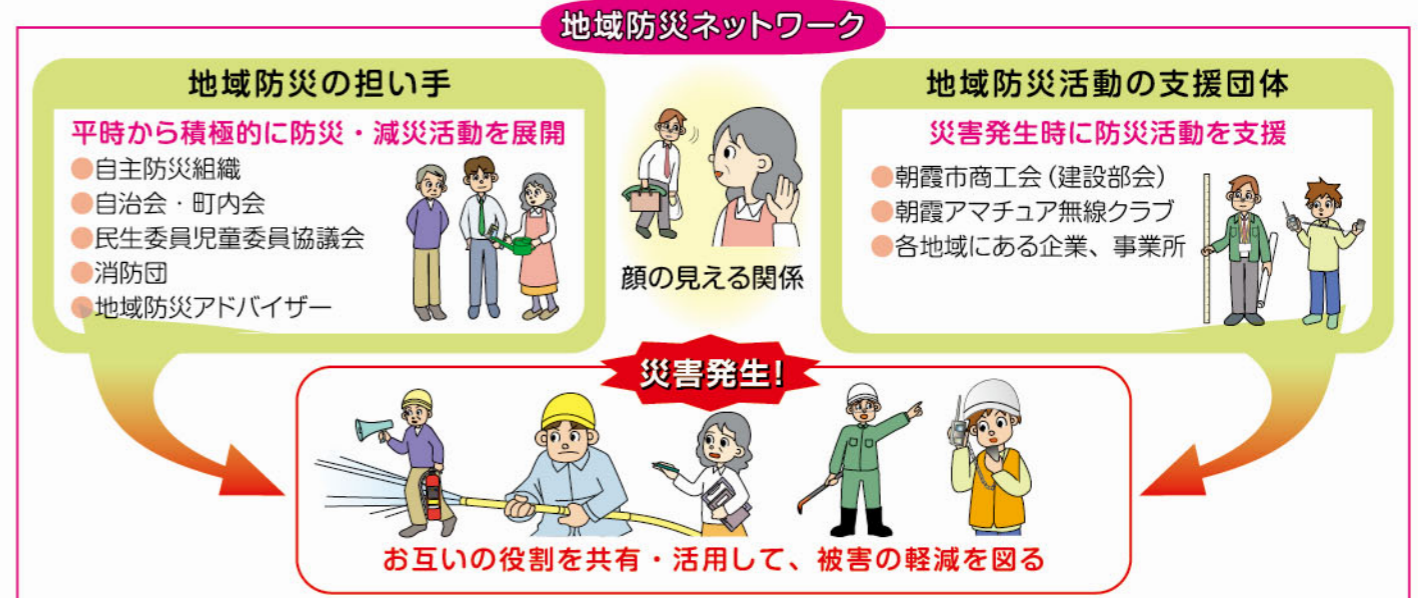 地域防災ネットワーク
地域防災の担い手
平時から積極的に防災・減災活動を展開
●自主防災組織
●自治会・町内会
●民生委員児童委員協議会
●消防団
●地域防災アドバイザー
顔の見える関係
地域防災活動の支援団体
災害発生時に防災活動を支援
●朝霞市商工会(建設部会)
●朝霞アマチュア無線クラブ
●各地域にある企業、事業所
災害発生!
お互いの役割を共有・活用して、被害の軽減を図る